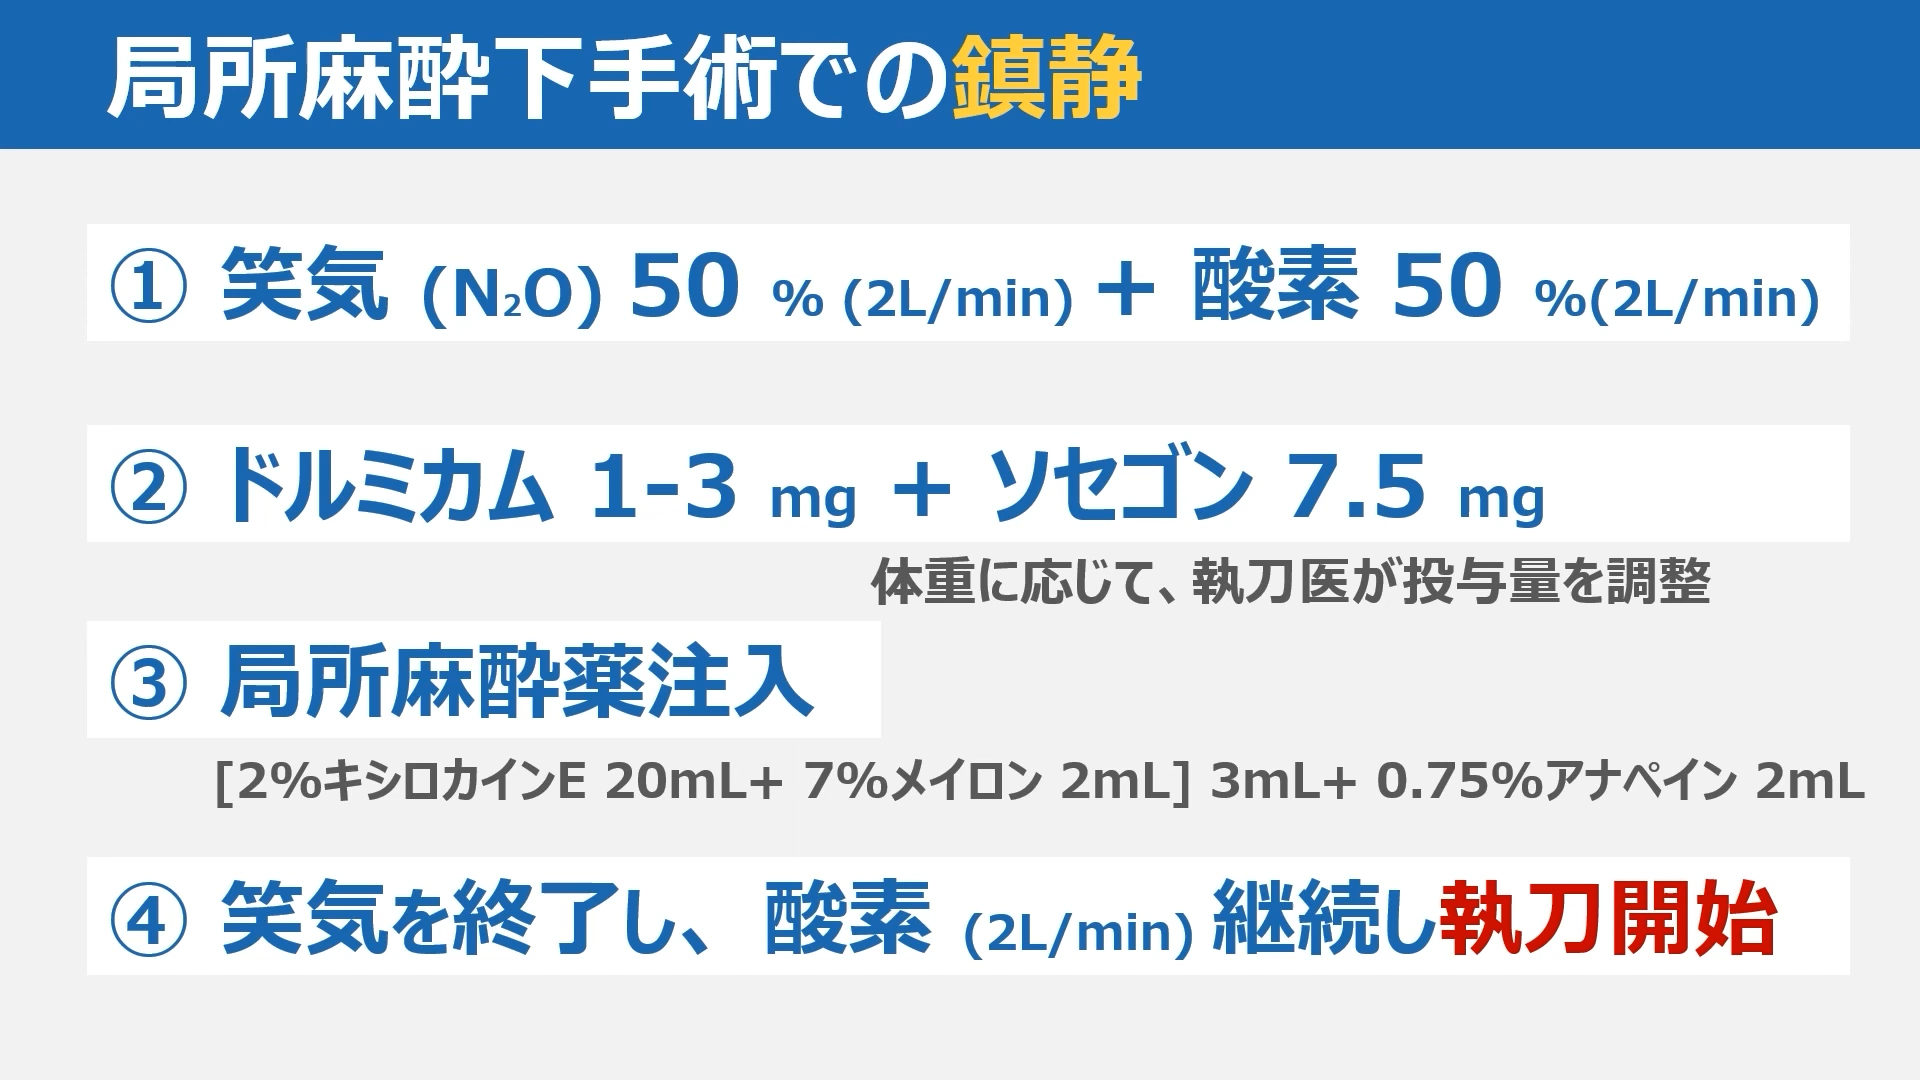 局所麻酔下手術での鎮静
① 笑気 (N₂O) 50 % (2L/min) + 酸素 50 %(2L/min)
② ドルミカム 1-3 mg + ソセゴン 7.5 mg
体重に応じて、執刀医が投与量を調整
③ 局所麻酔薬注入
[2%キシロカインE 20mL+ 7%メイロン 2mL] 3mL+ 0.75%アナペイン 2mL
④ 笑気を終了し、酸素 (2L/min) 継続し執刀開始